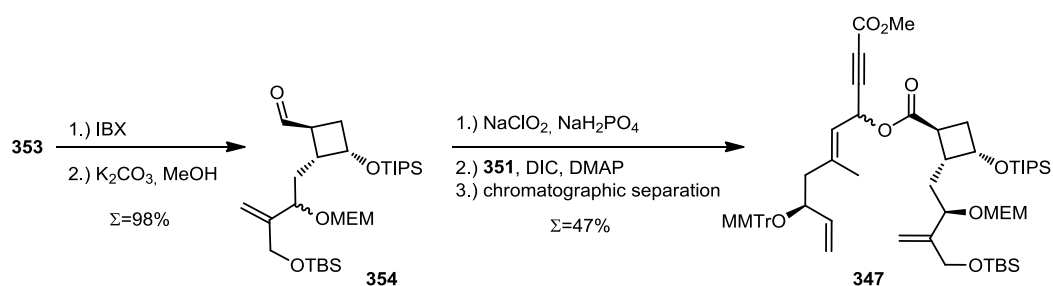 CO2Me
O
O
O
1.) IBX
1.) NaClO₂, NaH₂PO₄
353
OTIPS
OTIPS
2.) K₂CO₃, MeOH
2.) 351, DIC, DMAP
3.) chromatographic separation
Σ=98%
OMEM
Σ=47%
MMTrO
OMEM
OTBS
OTBS
354
347